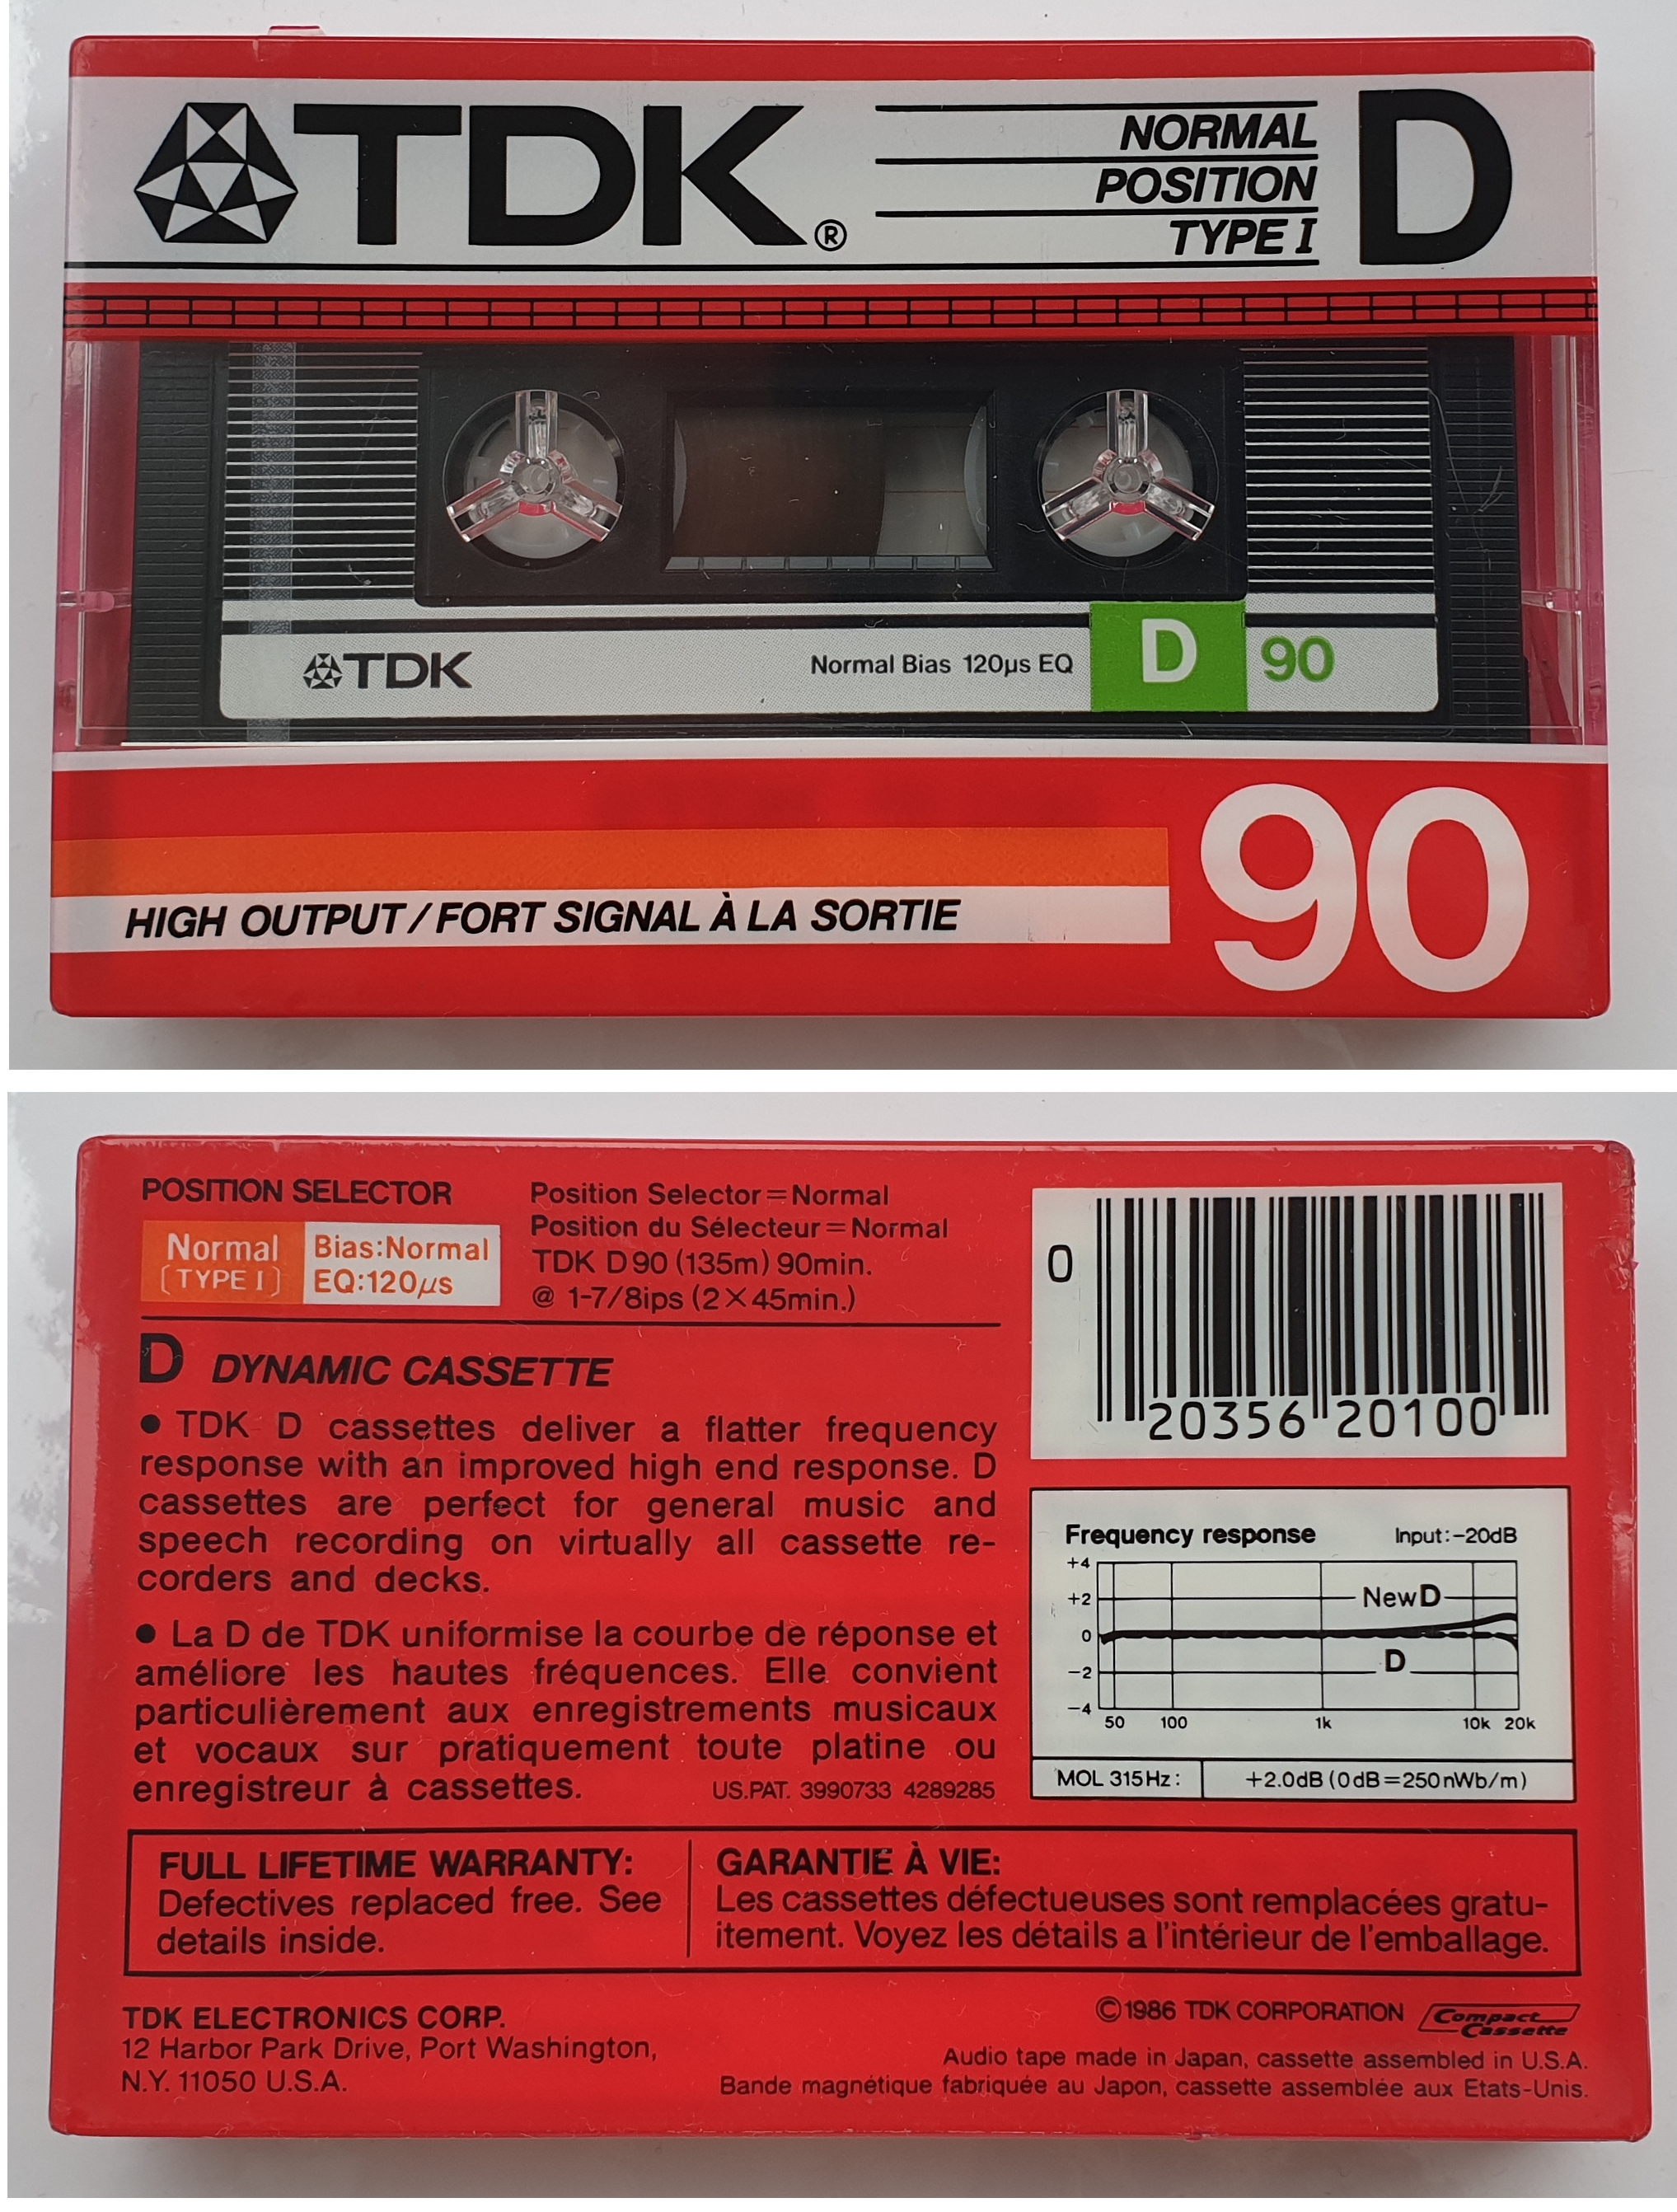 TDK®
NORMAL
POSITION
TYPE I
D
TDK
Normal Bias 120µs EQ
D
90
HIGH OUTPUT/FORT SIGNAL À LA SORTIE
90
POSITION SELECTOR
Normal
(TYPE I)
Bias:Normal
EQ:120µs
Position Selector=Normal
Position du Sélecteur=Normal
TDK D90 (135m) 90min.
@ 1-7/8ips (2×45min.)
D DYNAMIC CASSETTE
● TDK D cassettes deliver a flatter frequency
response with an improved high end response. D
cassettes are perfect for general music and
speech recording on virtually all cassette re-
corders and decks.
● La D de TDK uniformise la courbe de réponse et
améliore les hautes fréquences. Elle convient
particulièrement aux enregistrements musicaux
et vocaux sur pratiquement toute platine ou
enregistreur à cassettes.
US.PAT. 3990733 4289285
0
20356 20100
Frequency response
Input:-20dB
+4
+2
0
-2
-4
New D
D
50 100 1k 10k 20k
MOL 315Hz: +2.0dB (0dB=250nWb/m)
FULL LIFETIME WARRANTY:
Defectives replaced free. See
details inside.
GARANTIE À VIE:
Les cassettes défectueuses sont remplacées gratu-
itement. Voyez les détails a l'intérieur de l'emballage.
TDK ELECTRONICS CORP.
12 Harbor Park Drive, Port Washington,
N.Y. 11050 U.S.A.
©1986 TDK CORPORATION
Compact
Cassette
Audio tape made in Japan, cassette assembled in U.S.A.
Bande magnétique fabriquée au Japon, cassette assemblée aux Etats-Unis.